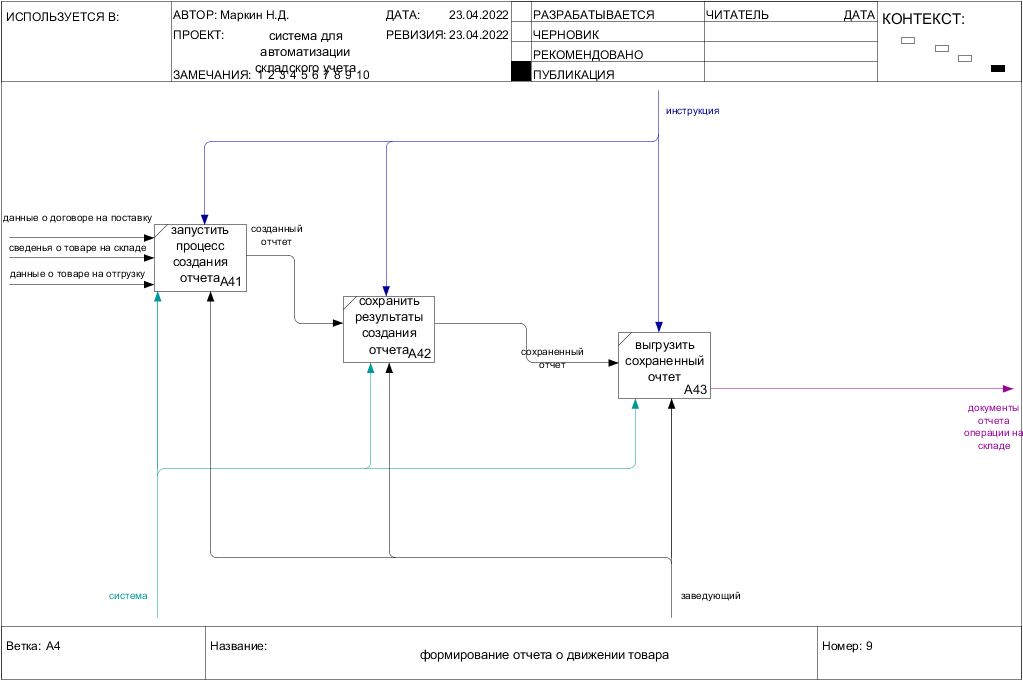 ИСПОЛЬЗУЕТСЯ В:
АВТОР: Маркин Н.Д.
ДАТА: 23.04.2022
ПРОЕКТ: система для
автоматизации
складского учета
РЕВИЗИЯ: 23.04.2022
ЗАМЕЧАНИЯ: 1 2 3 4 5 6 7 8 9 10
РАЗРАБАТЫВАЕТСЯ
ЧЕРНОВИК
РЕКОМЕНДОВАНО
ПУБЛИКАЦИЯ
ЧИТАТЕЛЬ ДАТА
КОНТЕКСТ:
инструкция
данные о договоре на поставку
сведенья о товаре на складе
данные о товаре на отгрузку
запустить
процесс
создания
отчета
A41
созданный
отчтет
сохранить
результаты
создания
отчета
A42
сохраненный
отчет
выгрузить
сохраненный
очтет
A43
документы
отчета
операции на
складе
система
заведующий
Ветка: A4
Название:
формирование отчета о движении товара
Номер: 9